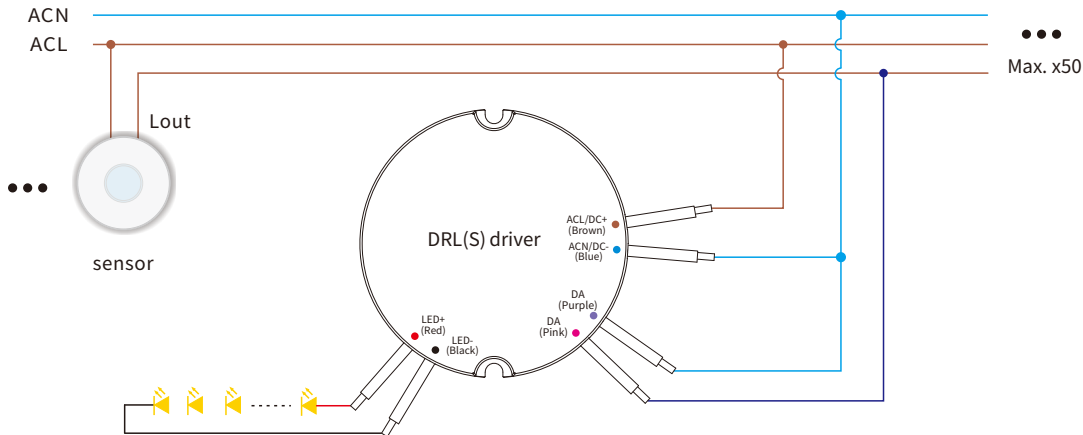 ACN
ACL
Max. x50
Lout
sensor
DRL(S) driver
ACL/DC+
(Brown)
ACN/DC-
(Blue)
DA
(Purple)
DA
(Pink)
LED+
(Red)
LED-
(Black)